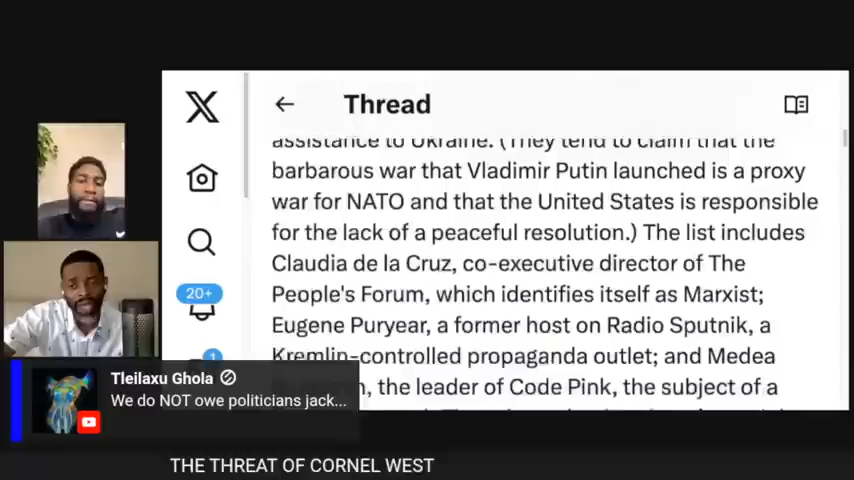 Thread
assistance to Ukraine. (They tend to claim that the
barbarous war that Vladimir Putin launched is a proxy
war for NATO and that the United States is responsible
for the lack of a peaceful resolution.) The list includes
Claudia de la Cruz, co-executive director of The
20+
People's Forum, which identifies itself as Marxist;
Eugene Puryear, a former host on Radio Sputnik, a
1
Kremlin-controlled propaganda outlet; and Medea
the leader of Code Pink, the subject of a
Tleilaxu Ghola
We do NOT owe politicians jack...
THE THREAT OF CORNEL WEST